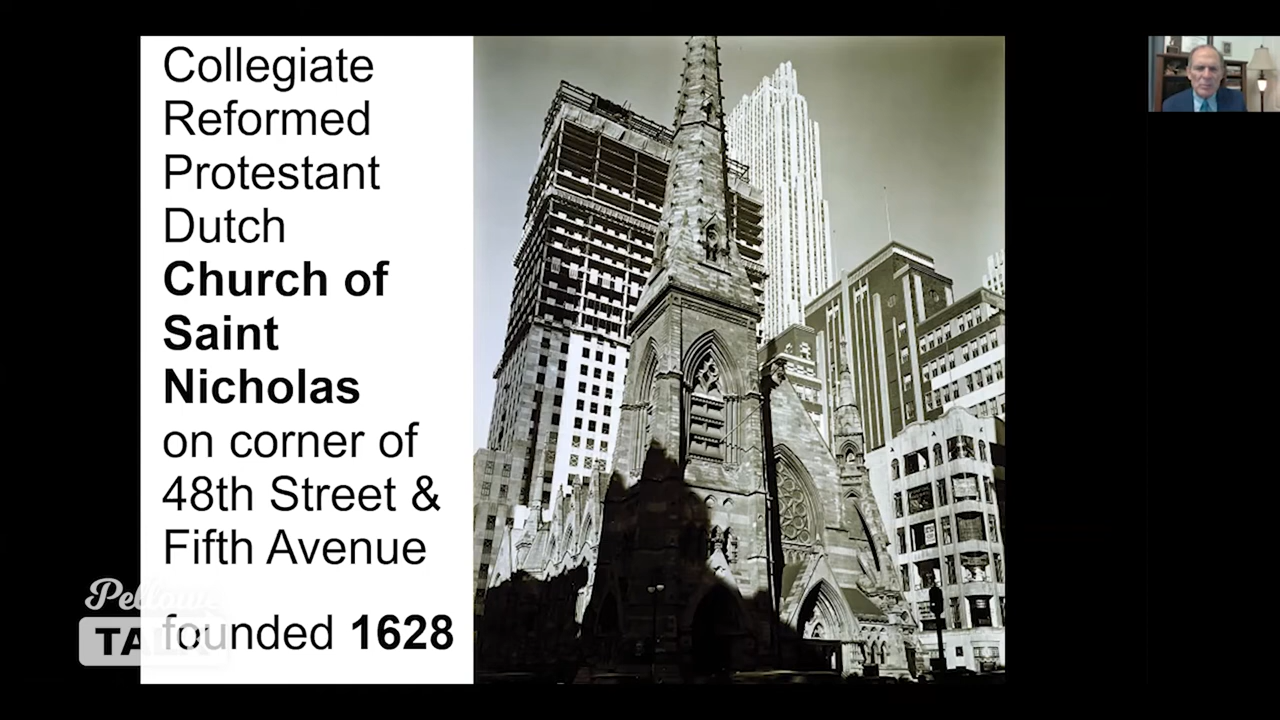 Collegiate
Reformed
Protestant
Dutch
Church of
Saint
Nicholas
on corner of
48th Street &
Fifth Avenue
founded 1628